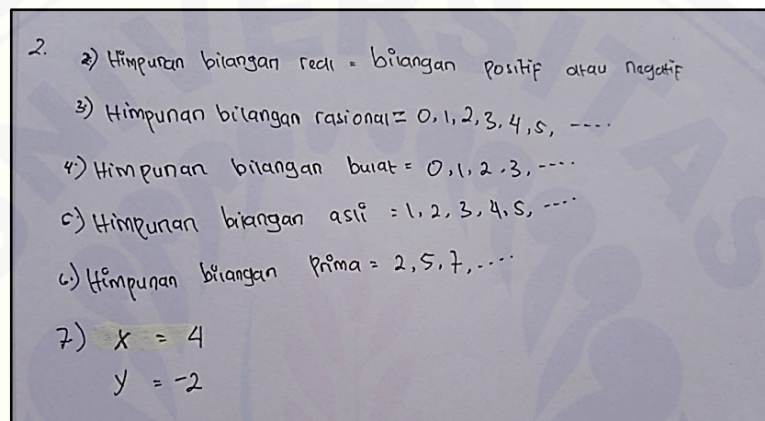 2.
2) Himpunan bilangan real = bilangan positif atau negatif
3) Himpunan bilangan rasional = 0, 1, 2, 3, 4, 5, ....
4.) Himpunan bilangan bulat = 0, 1, 2, 3, ....
5) Himpunan bilangan asli = 1, 2, 3, 4, 5, ....
6.) Himpunan bilangan prima = 2, 5, 7, ....
7) x = 4
y = -2